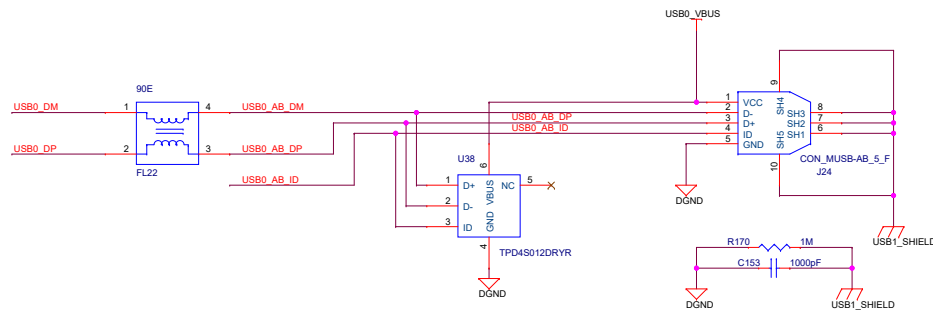 USB0_VBUS
90E
USB0_DM
1
4
USB0_AB_DM
USB0_DP
2
3
USB0_AB_DP
FL22
USB0_AB_ID
USB0_AB_DP
USB0_AB_ID
1 VCC
2 D-
3 D+
4 ID
5 GND
9
SH4
SH5
10
SH3 8
SH2 7
SH1 6
CON_MUSB-AB_5_F
J24
DGND
USB1_SHIELD
U38
6
VBUS
1 D+
2 D-
3 ID
NC 5
GND
4
TPD4S012DRYR
DGND
R170 1M
C153 1000pF
DGND
USB1_SHIELD